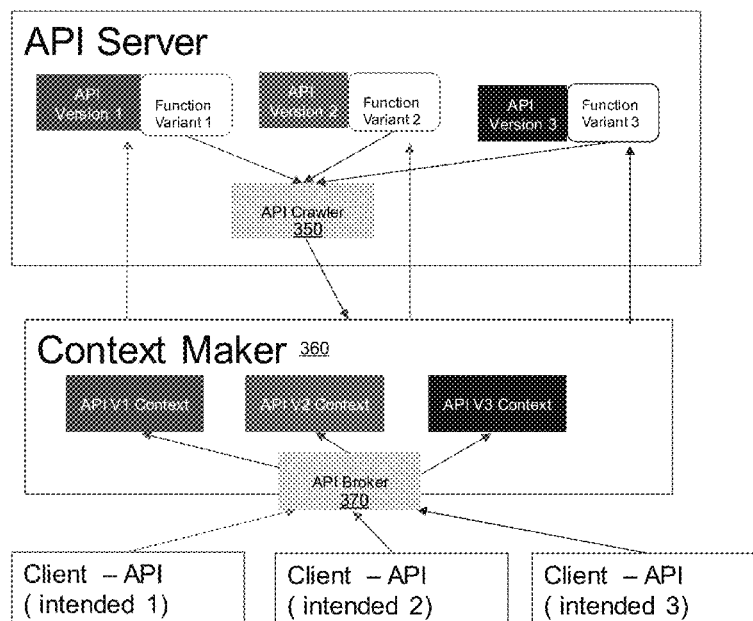 API Server
API
Version 1
Function
Variant 1
API
Version 2
Function
Variant 2
API
Version 3
Function
Variant 3
API Crawler
350
Context Maker 360
API V1 Context
API V2 Context
API V3 Context
API Broker
370
Client – API
( intended 1)
Client – API
( intended 2)
Client – API
( intended 3)